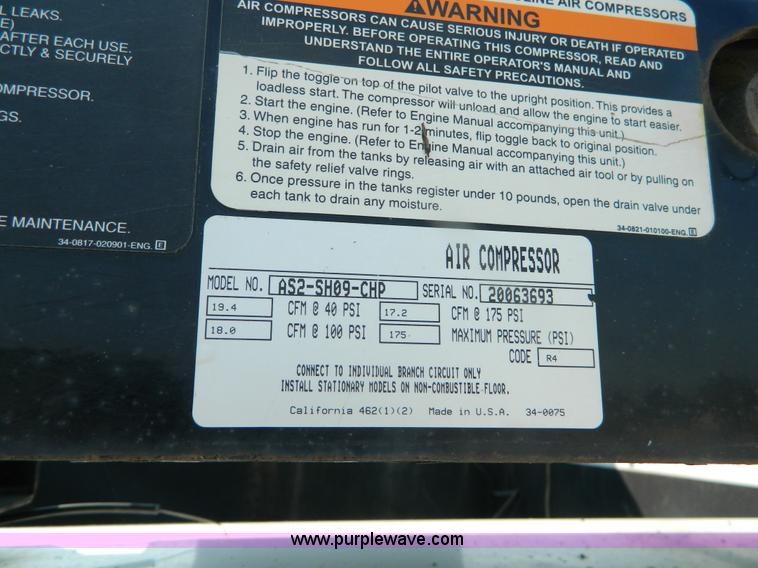 LEAKS.
E)
AFTER EACH USE.
CTLY & SECURELY
OMPRESSOR.
GS.
E MAINTENANCE.
34-0817-020901-ENG. E
LINE AIR COMPRESSORS
WARNING
AIR COMPRESSORS CAN CAUSE SERIOUS INJURY OR DEATH IF OPERATED
IMPROPERLY. BEFORE OPERATING THIS COMPRESSOR, READ AND
UNDERSTAND THE ENTIRE OPERATOR'S MANUAL AND
FOLLOW ALL SAFETY PRECAUTIONS.
1. Flip the toggle on top of the pilot valve to the upright position. This provides a
loadless start. The compressor will unload and allow the engine to start easier.
2. Start the engine. (Refer to Engine Manual accompanying this unit.)
3. When engine has run for 1-2 minutes, flip toggle back to original position.
4. Stop the engine. (Refer to Engine Manual accompanying this unit.)
5. Drain air from the tanks by releasing air with an attached air tool or by pulling on
the safety relief valve rings.
6. Once pressure in the tanks register under 10 pounds, open the drain valve under
each tank to drain any moisture.
34-0821-010100-ENG. E
AIR COMPRESSOR
MODEL NO. AS2-SH09-CHP SERIAL NO. 20063693
19.4 CFM @ 40 PSI 17.2 CFM @ 175 PSI
18.0 CFM @ 100 PSI 175 MAXIMUM PRESSURE (PSI)
CODE R4
CONNECT TO INDIVIDUAL BRANCH CIRCUIT ONLY
INSTALL STATIONARY MODELS ON NON-COMBUSTIBLE FLOOR.
California 462(1)(2) Made in U.S.A. 34-0075
www.purplewave.com